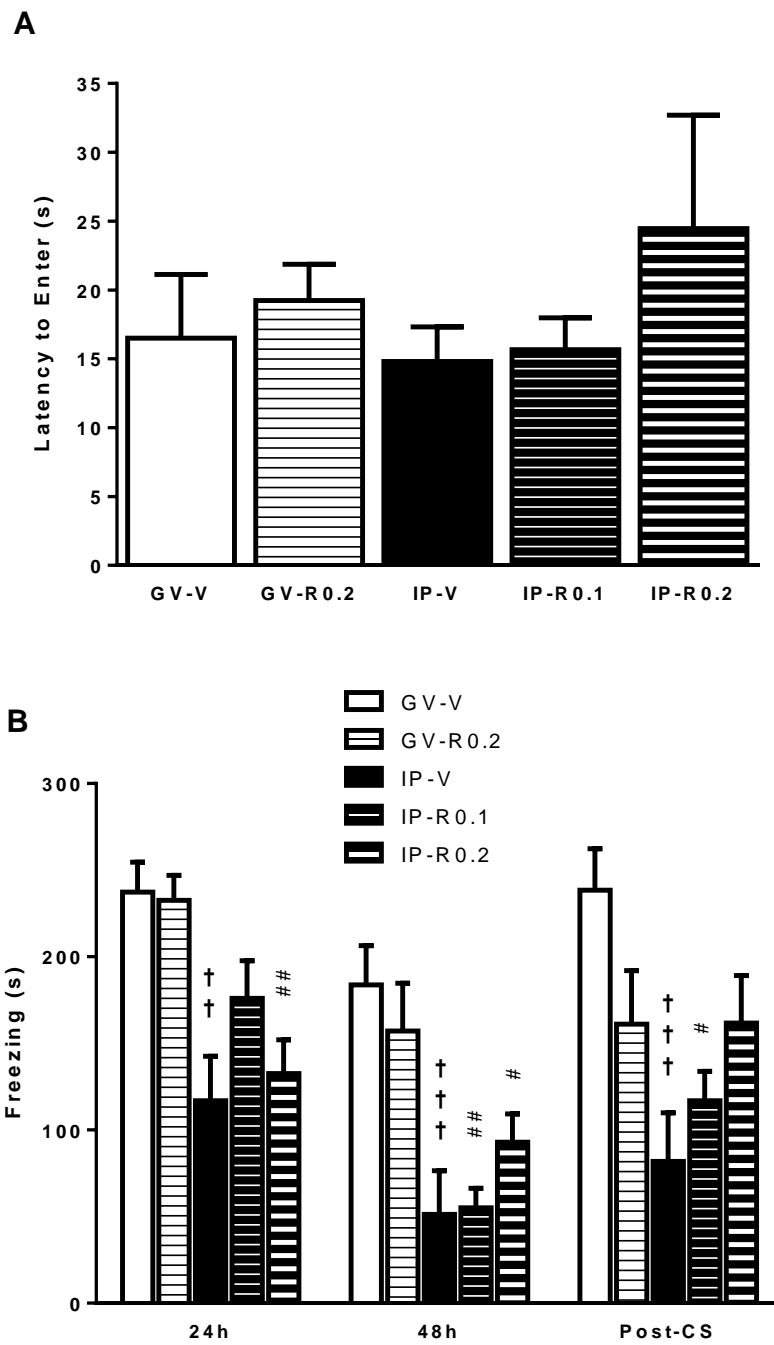 A
35
30
25
20
15
10
5
0
Latency to Enter (s)
GV-V GV-R0.2 IP-V IP-R0.1 IP-R0.2
B
GV-V
GV-R0.2
IP-V
IP-R0.1
IP-R0.2
300
200
100
0
Freezing (s)
††
##
†††
##
#
†††
#
24h 48h Post-CS